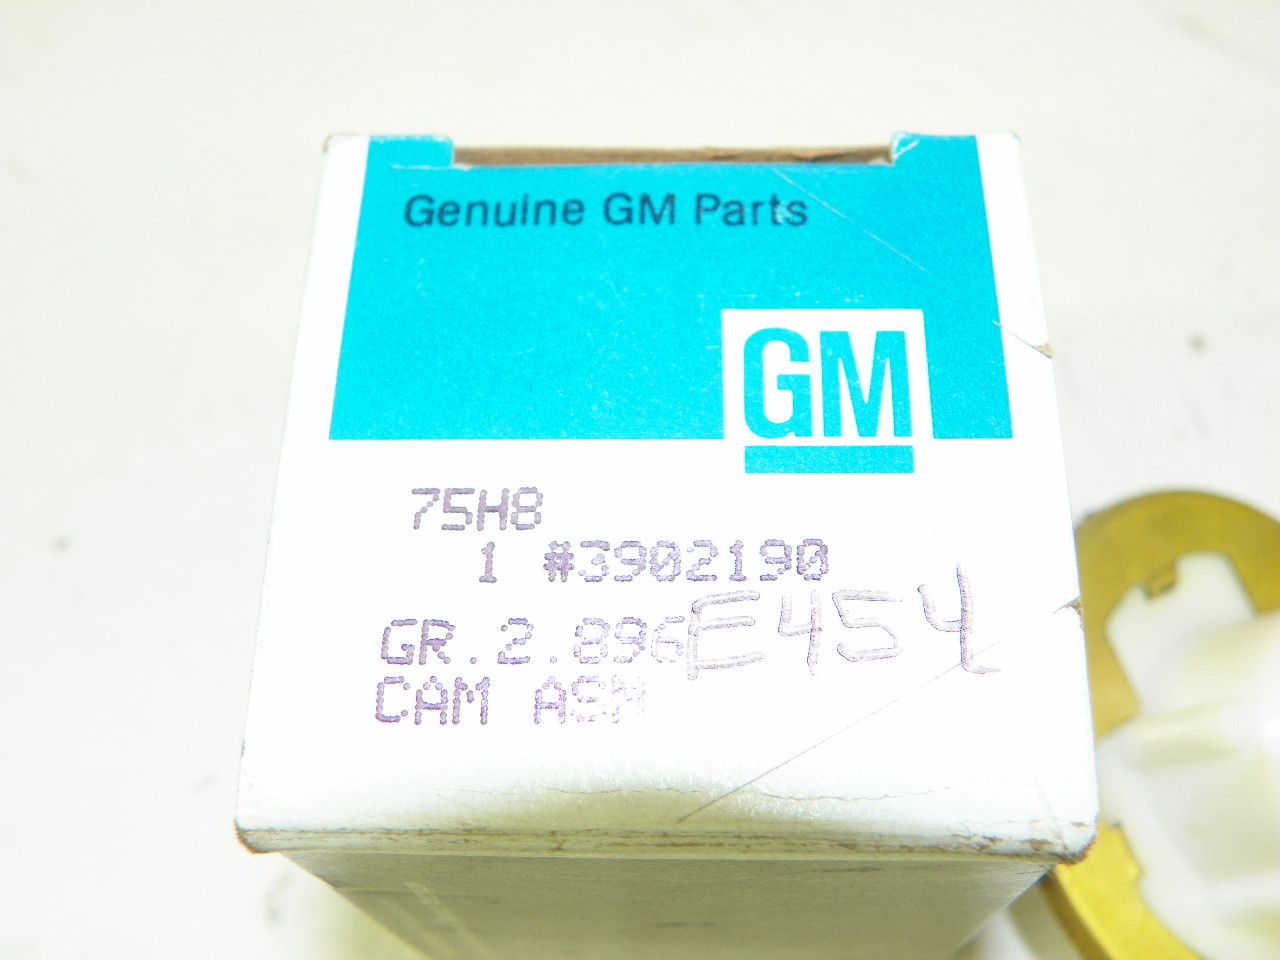 Genuine GM Parts
GM
75H8
1 #3902190
GR.2.896
E454
CAM ASM